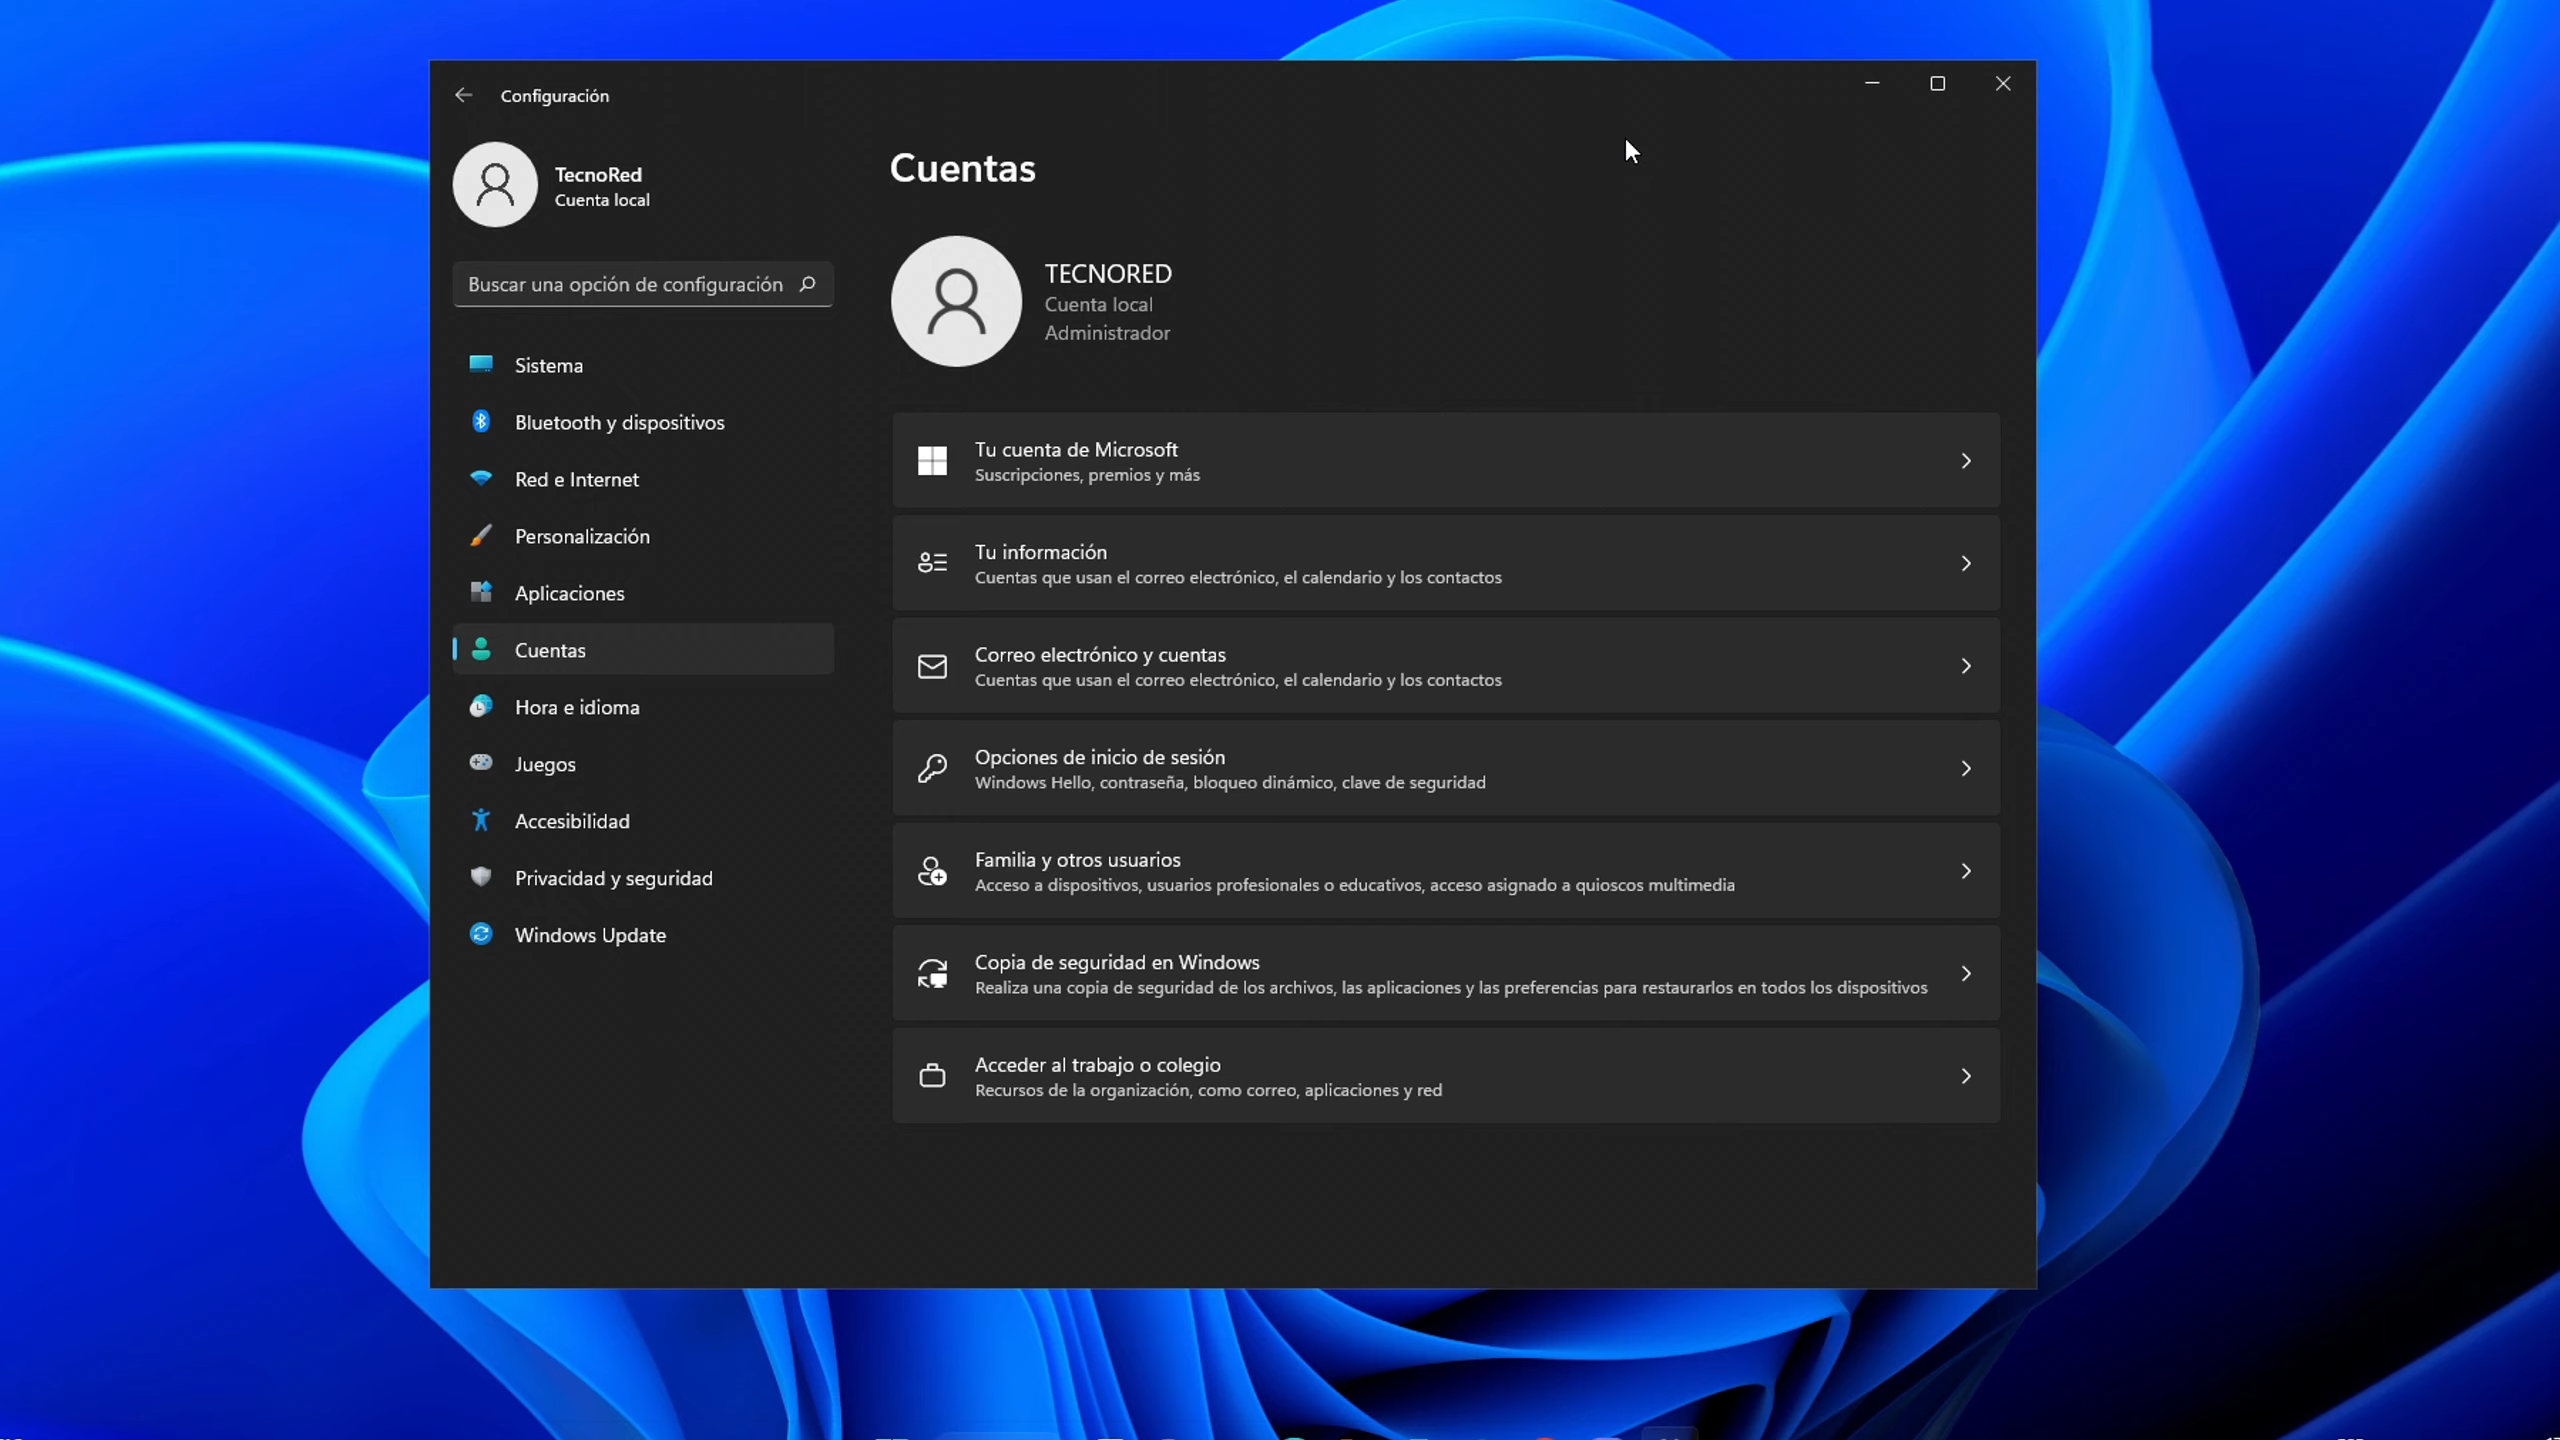 Configuración
TecnoRed
Cuenta local
Buscar una opción de configuración
Sistema
Bluetooth y dispositivos
Red e Internet
Personalización
Aplicaciones
Cuentas
Hora e idioma
Juegos
Accesibilidad
Privacidad y seguridad
Windows Update
Cuentas
TECNORED
Cuenta local
Administrador
Tu cuenta de Microsoft
Suscripciones, premios y más
Tu información
Cuentas que usan el correo electrónico, el calendario y los contactos
Correo electrónico y cuentas
Cuentas que usan el correo electrónico, el calendario y los contactos
Opciones de inicio de sesión
Windows Hello, contraseña, bloqueo dinámico, clave de seguridad
Familia y otros usuarios
Acceso a dispositivos, usuarios profesionales o educativos, acceso asignado a quioscos multimedia
Copia de seguridad en Windows
Realiza una copia de seguridad de los archivos, las aplicaciones y las preferencias para restaurarlos en todos los dispositivos
Acceder al trabajo o colegio
Recursos de la organización, como correo, aplicaciones y red